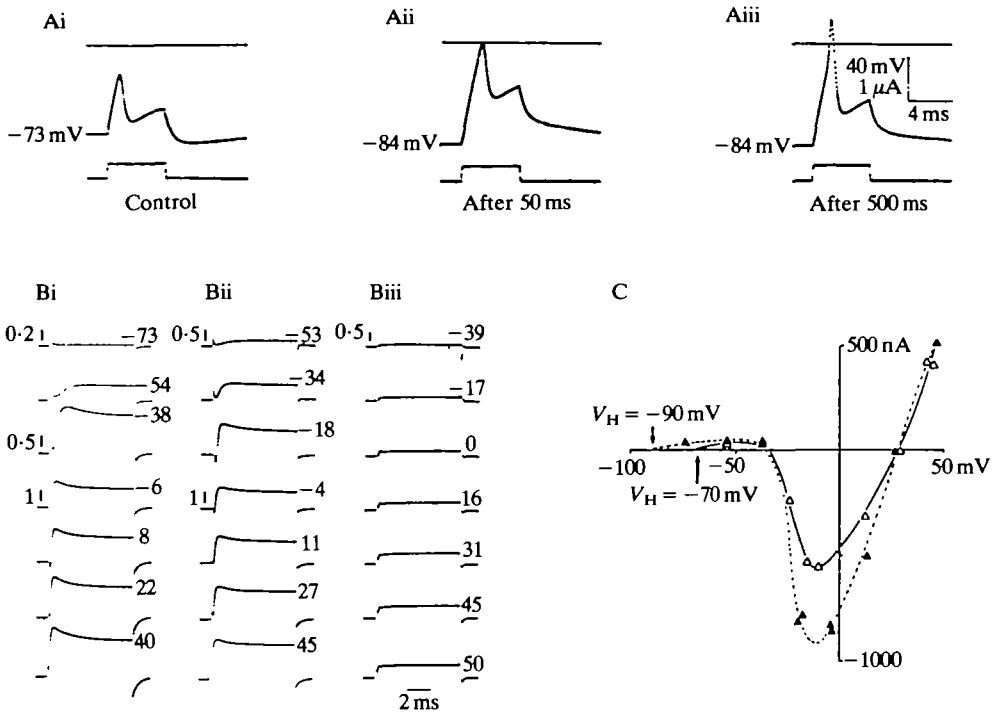 Ai
Aii
Aiii
−73 mV
−84 mV
−84 mV
40 mV
1 μA
4 ms
Control
After 50 ms
After 500 ms
Bi
Bii
Biii
C
0·2
−73
54
−38
0·5
−6
1
8
22
40
0·5
−53
−34
−18
1
−4
11
27
45
0·5
−39
−17
0
16
31
45
50
2 ms
500 nA
V_H = −90 mV
−100
−50
50 mV
V_H = −70 mV
−1000